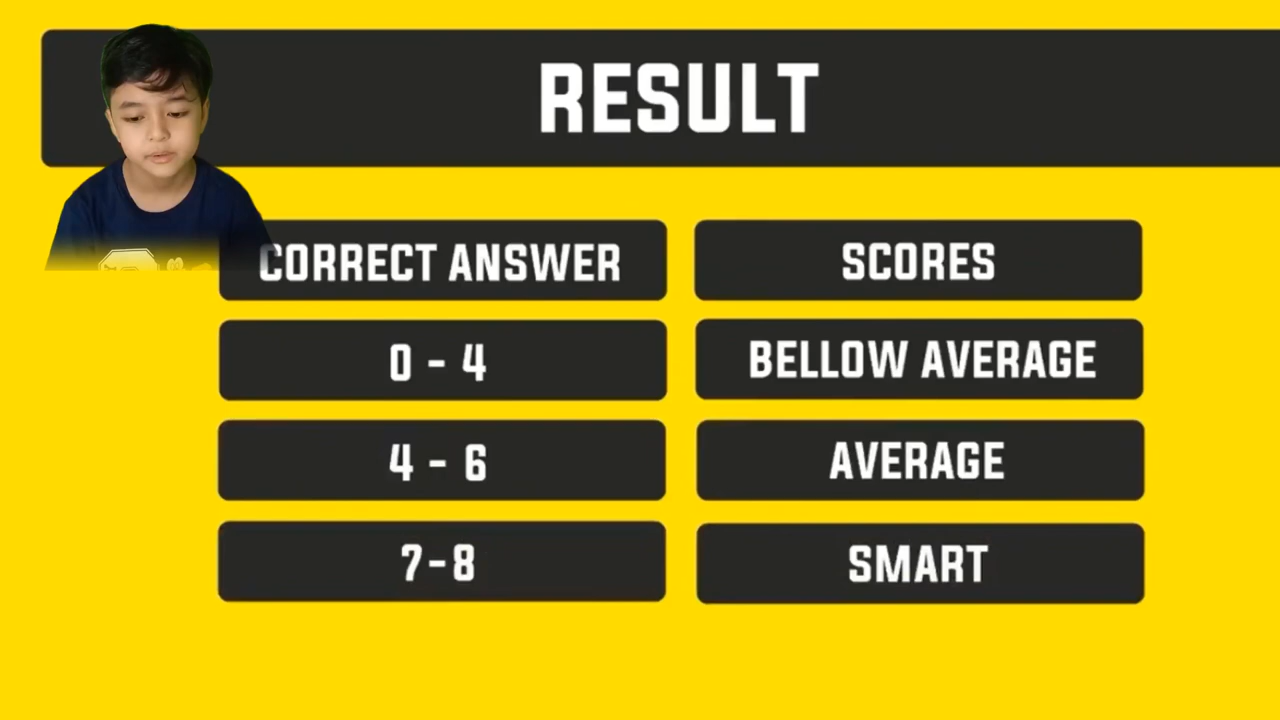 RESULT
CORRECT ANSWER SCORES
0 - 4 BELLOW AVERAGE
4 - 6 AVERAGE
7-8 SMART